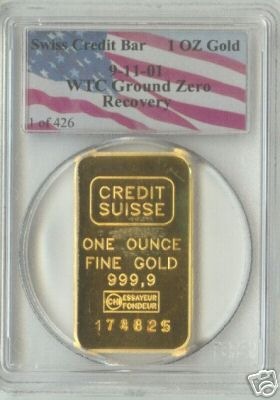 Swiss Credit Bar 1 OZ Gold
9-11-01
WTC Ground Zero
Recovery
1 of 426
CREDIT
SUISSE
ONE OUNCE
FINE GOLD
999,9
CHI ESSAYEUR
FONDEUR
174825